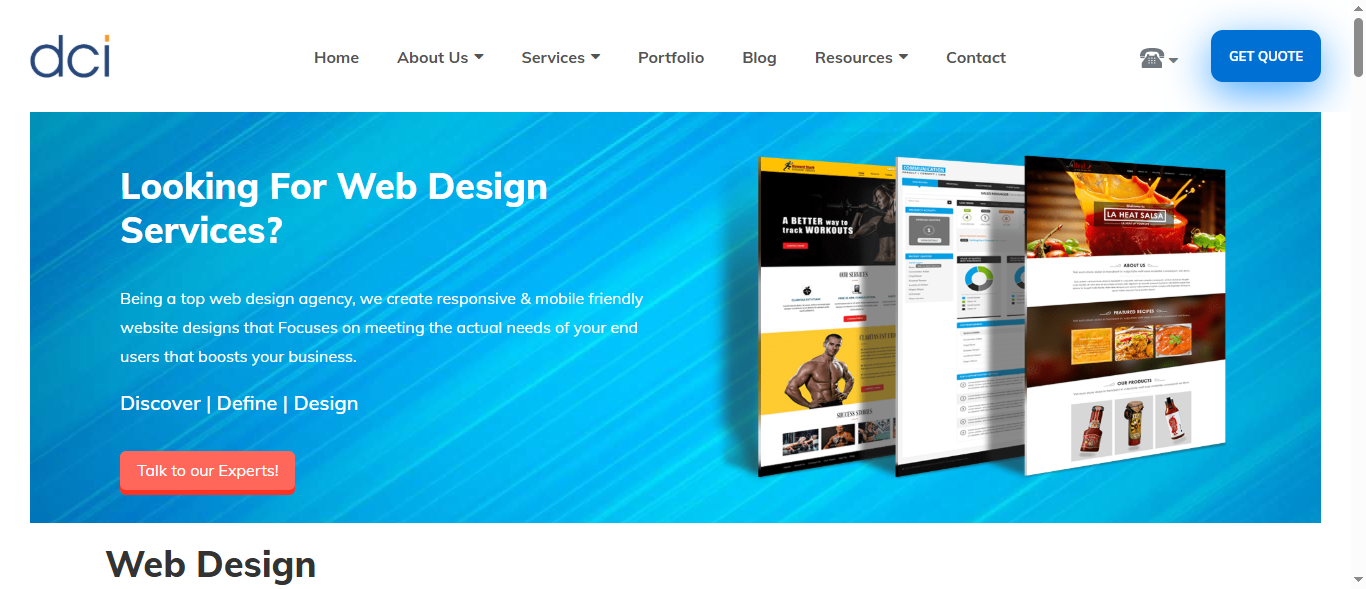 dci
Home
About Us
Services
Portfolio
Blog
Resources
Contact
GET QUOTE
Looking For Web Design
Services?
Being a top web design agency, we create responsive & mobile friendly
website designs that Focuses on meeting the actual needs of your end
users that boosts your business.
Discover | Define | Design
Talk to our Experts!
A BETTER way to
track WORKOUTS
OUR SERVICES
SUCCESS STORIES
COMMUNICATION
LA HEAT SALSA
ABOUT US
FEATURED RECIPES
OUR PRODUCTS
Web Design